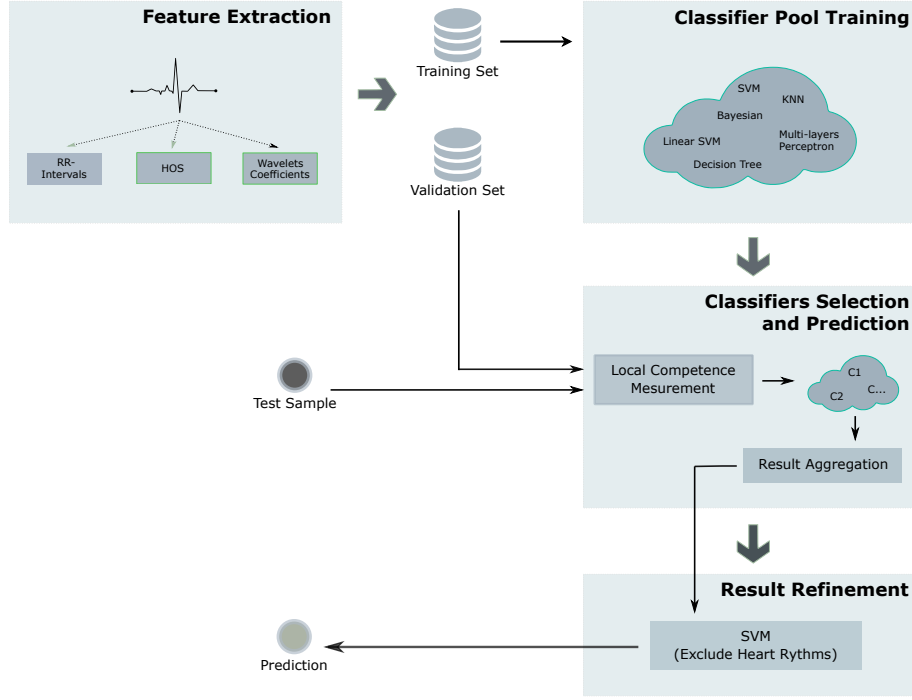 Feature Extraction
RR-
Intervals
HOS
Wavelets
Coefficients
Training Set
Validation Set
Classifier Pool Training
SVM
KNN
Bayesian
Linear SVM
Multi-layers
Perceptron
Decision Tree
Classifiers Selection
and Prediction
Local Competence
Mesurement
C1
C2
C...
Result Aggregation
Test Sample
Result Refinement
SVM
(Exclude Heart Rythms)
Prediction